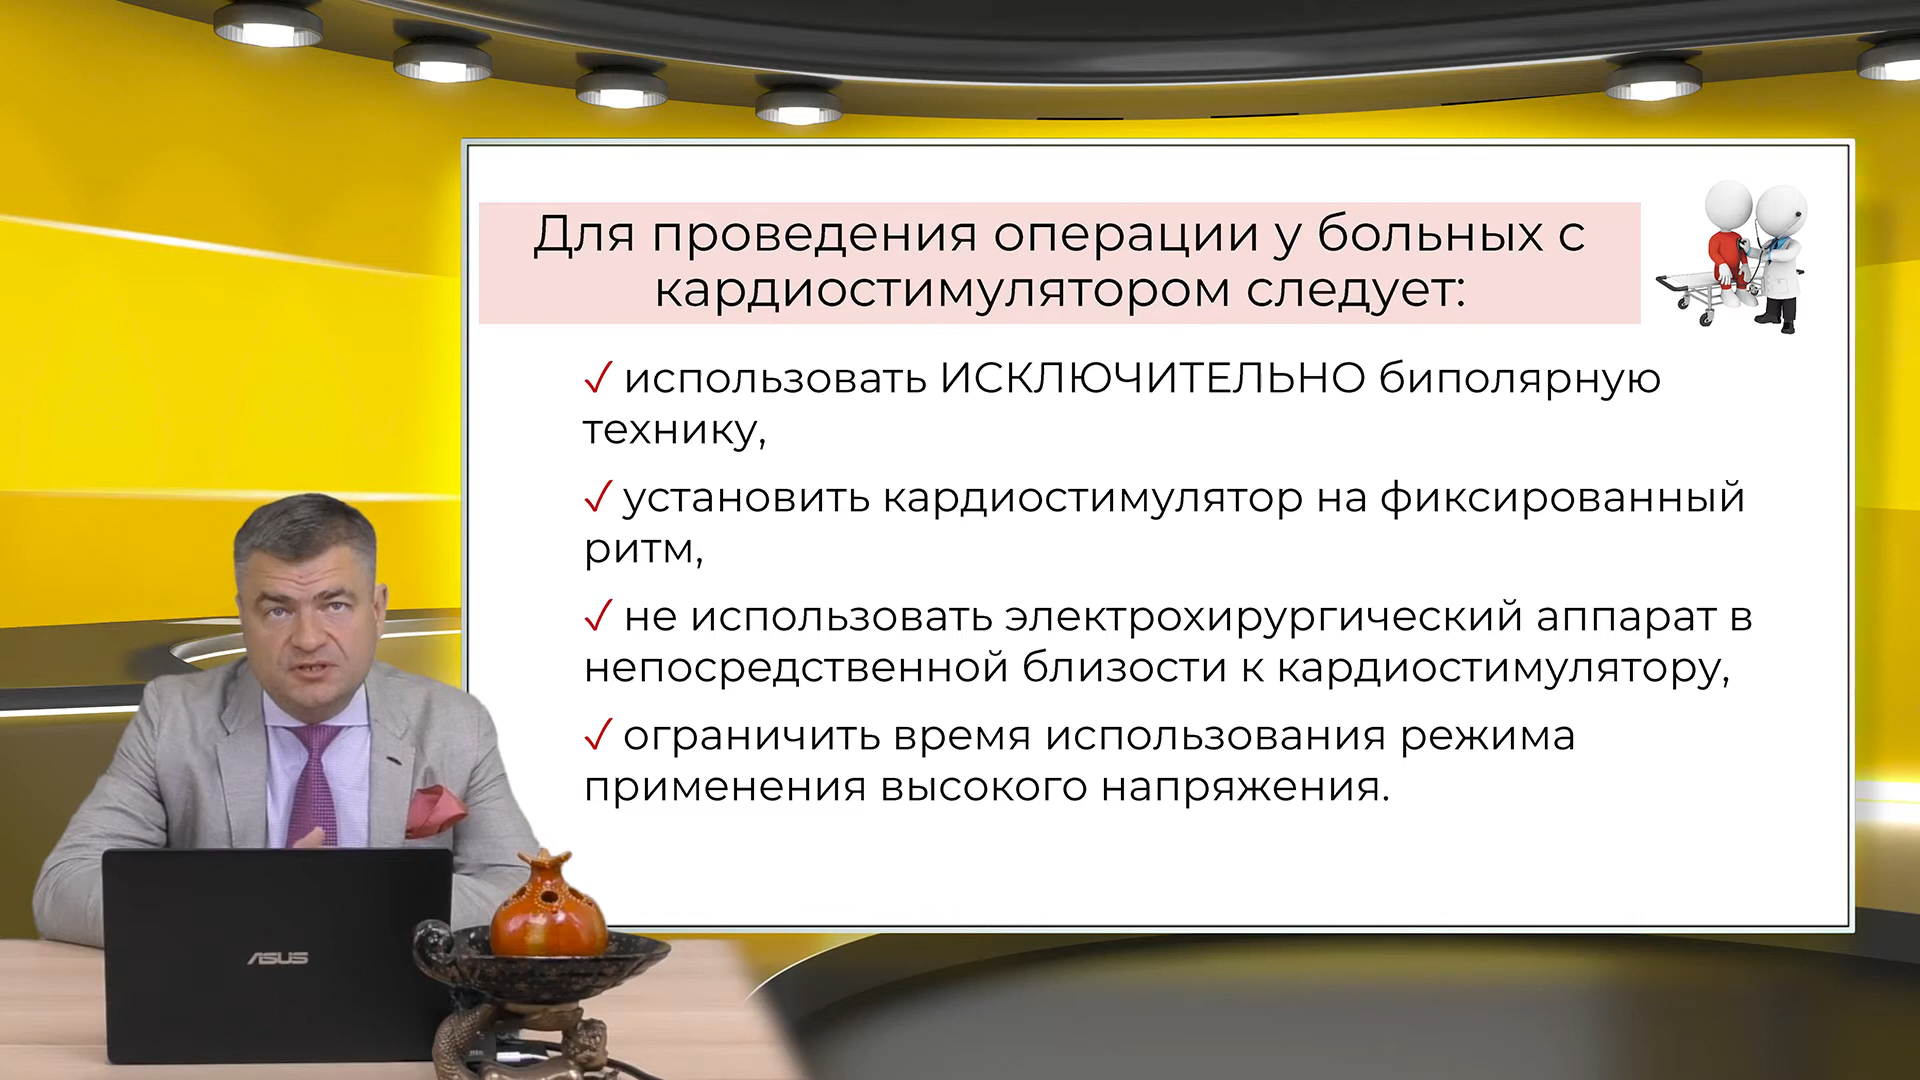 Для проведения операции у больных с
кардиостимулятором следует:
✓ использовать ИСКЛЮЧИТЕЛЬНО биполярную
технику,
✓ установить кардиостимулятор на фиксированный
ритм,
✓ не использовать электрохирургический аппарат в
непосредственной близости к кардиостимулятору,
✓ ограничить время использования режима
применения высокого напряжения.
ASUS